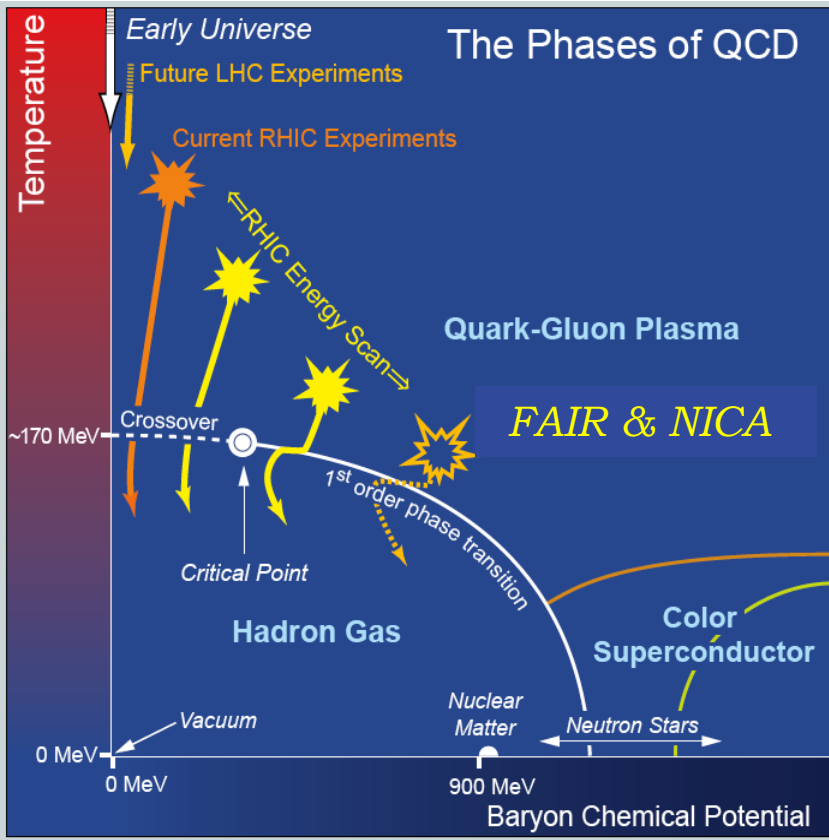 Temperature
Early Universe
The Phases of QCD
Future LHC Experiments
Current RHIC Experiments
⇐RHIC Energy Scan⇒
Quark-Gluon Plasma
FAIR & NICA
Crossover
~170 MeV
1st order phase transition
Critical Point
Hadron Gas
Color
Superconductor
Nuclear
Matter
Neutron Stars
Vacuum
0 MeV
0 MeV
900 MeV
Baryon Chemical Potential